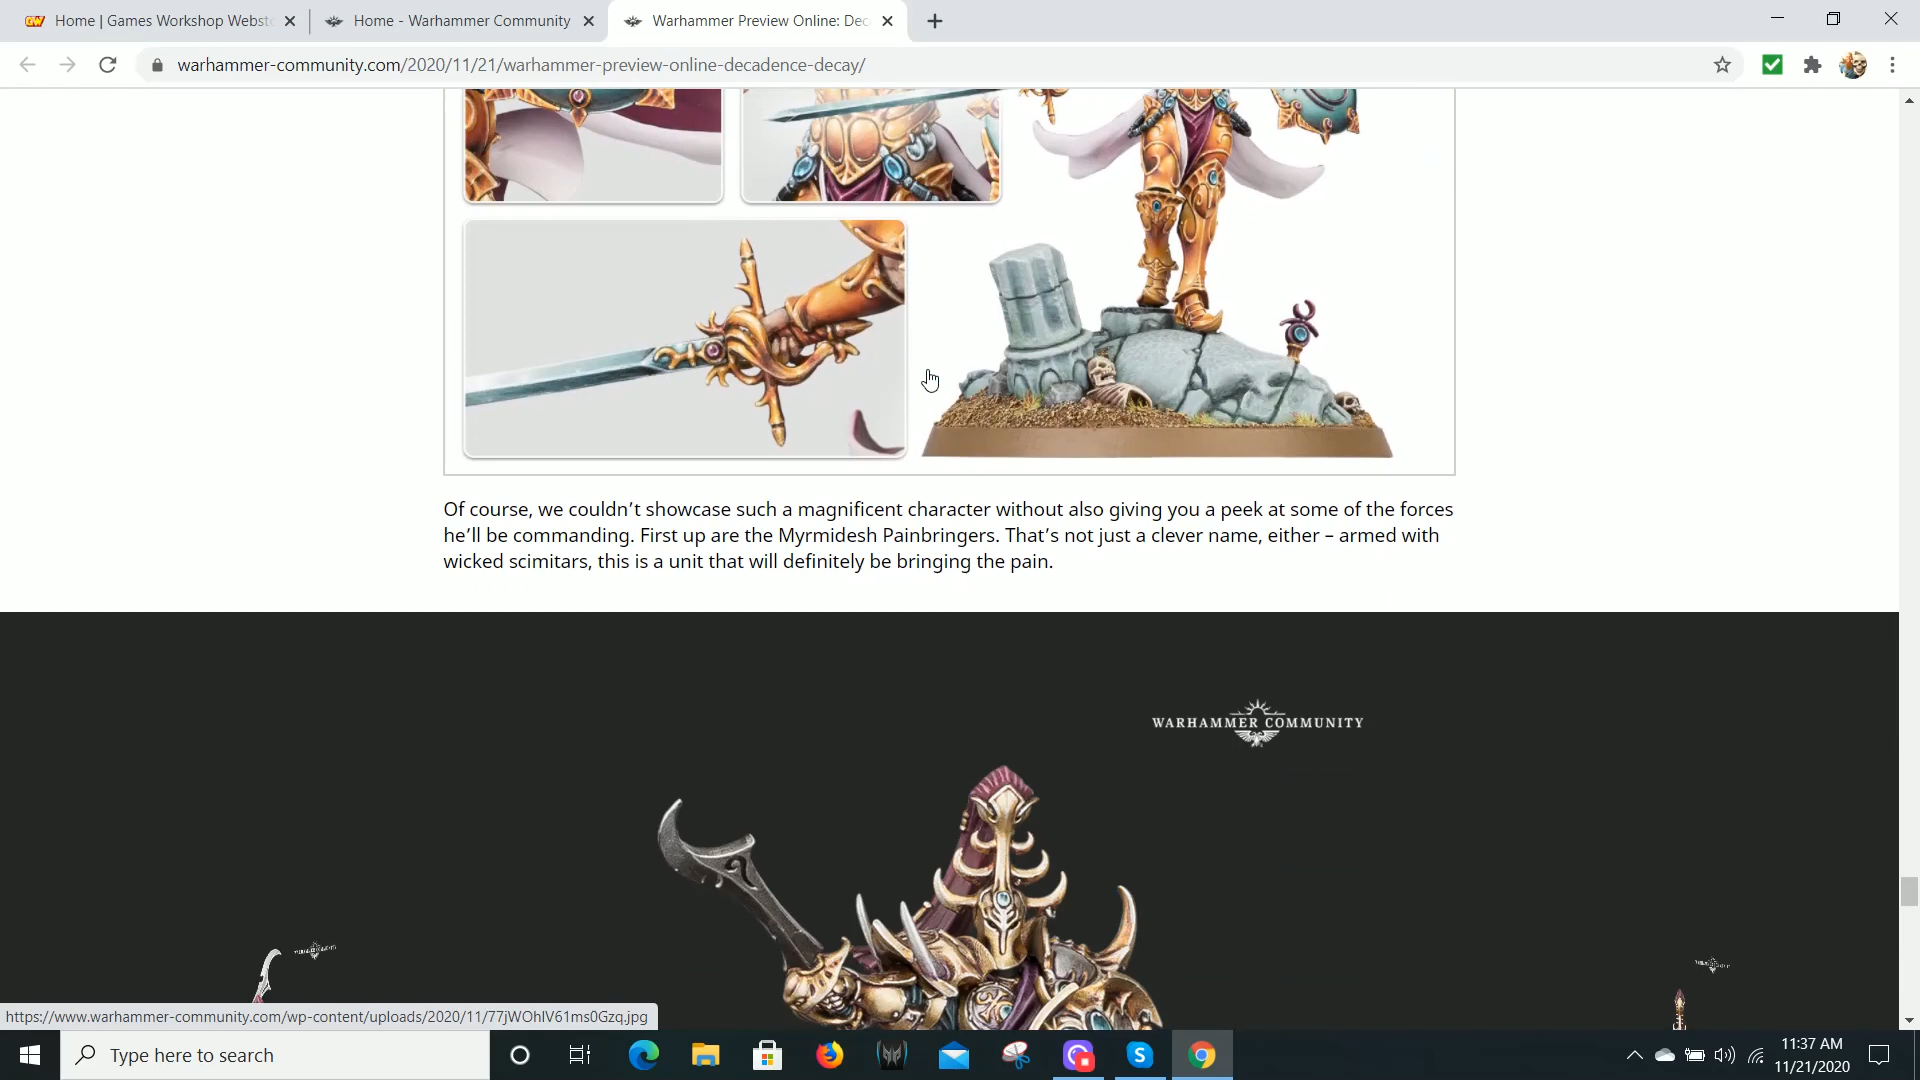 Home | Games Workshop Webst
Home - Warhammer Community
Warhammer Preview Online: Dec
warhammer-community.com/2020/11/21/warhammer-preview-online-decadence-decay/
Of course, we couldn’t showcase such a magnificent character without also giving you a peek at some of the forces
he’ll be commanding. First up are the Myrmidesh Painbringers. That’s not just a clever name, either – armed with
wicked scimitars, this is a unit that will definitely be bringing the pain.
WARHAMMER COMMUNITY
https://www.warhammer-community.com/wp-content/uploads/2020/11/77jWOhIV61ms0Gzq.jpg
Type here to search
11:37 AM
11/21/2020